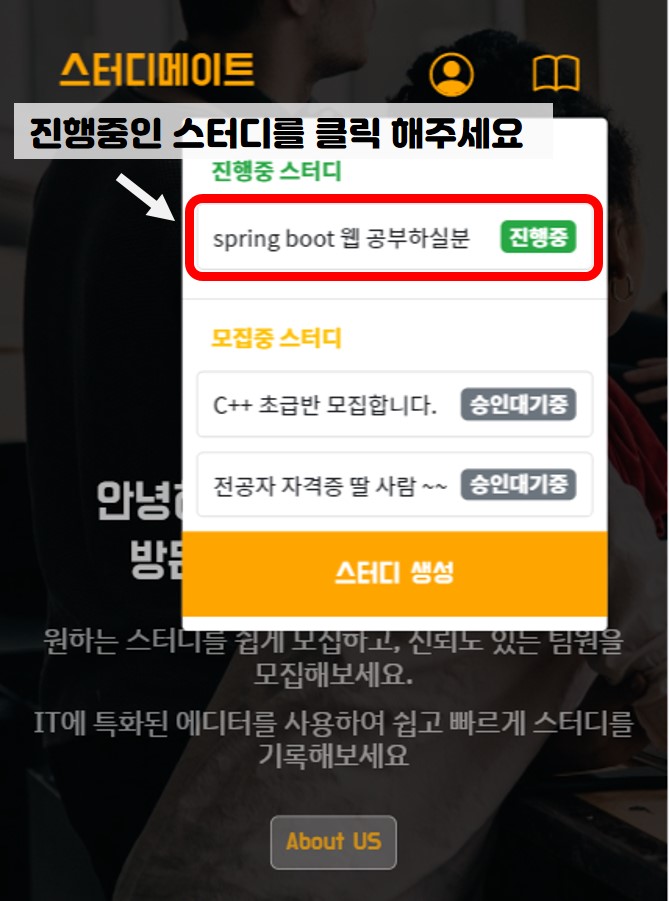 스터디메이트
진행중인 스터디를 클릭 해주세요
진행중 스터디
spring boot 웹 공부하실분 진행중
모집중 스터디
C++ 초급반 모집합니다. 승인대기중
전공자 자격증 딸 사람 ~~ 승인대기중
스터디 생성
원하는 스터디를 쉽게 모집하고, 신뢰도 있는 팀원을
모집해보세요.
IT에 특화된 에디터를 사용하여 쉽고 빠르게 스터디를
기록해보세요
About US